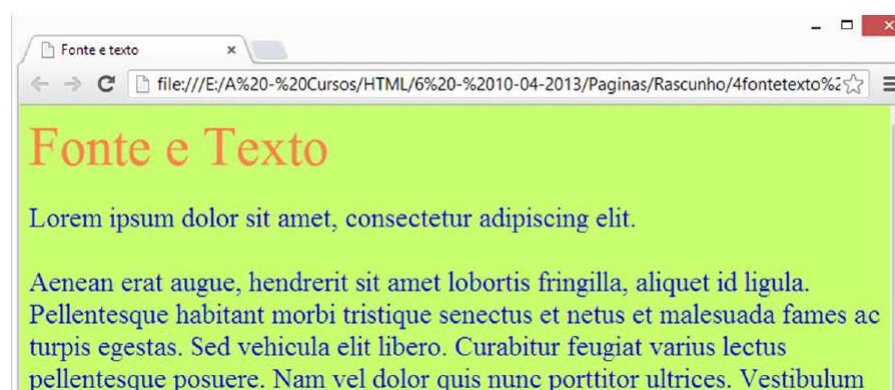 Fonte e texto
file:///E:/A%20-%20Cursos/HTML/6%20-%2010-04-2013/Paginas/Rascunho/4fontetexto%2
Fonte e Texto
Lorem ipsum dolor sit amet, consectetur adipiscing elit.
Aenean erat augue, hendrerit sit amet lobortis fringilla, aliquet id ligula.
Pellentesque habitant morbi tristique senectus et netus et malesuada fames ac
turpis egestas. Sed vehicula elit libero. Curabitur feugiat varius lectus
pellentesque posuere. Nam vel dolor quis nunc porttitor ultrices. Vestibulum